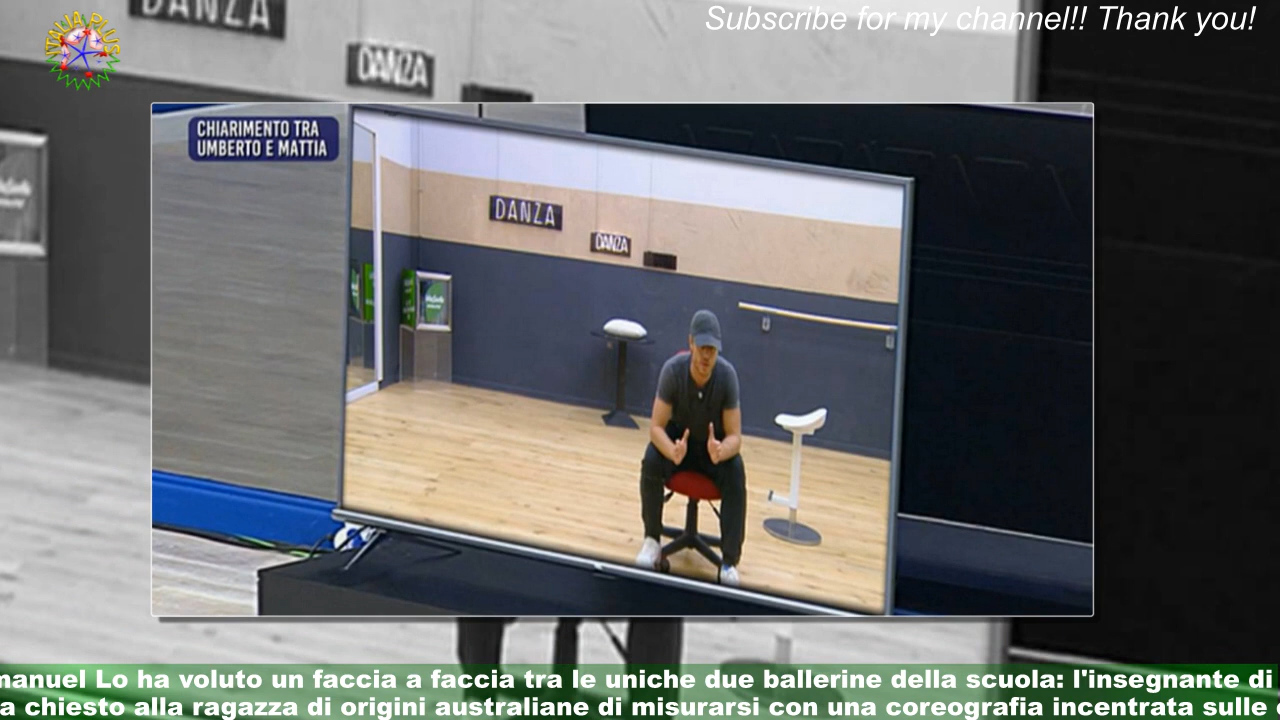 DANZA
Subscribe for my channel!! Thank you!
ITALIA PLUS
DANZA
CHIARIMENTO TRA
UMBERTO E MATTIA
DANZA
DANZA
manuel Lo ha voluto un faccia a faccia tra le uniche due ballerine della scuola: l'insegnante di
a chiesto alla ragazza di origini australiane di misurarsi con una coreografia incentrata sulle